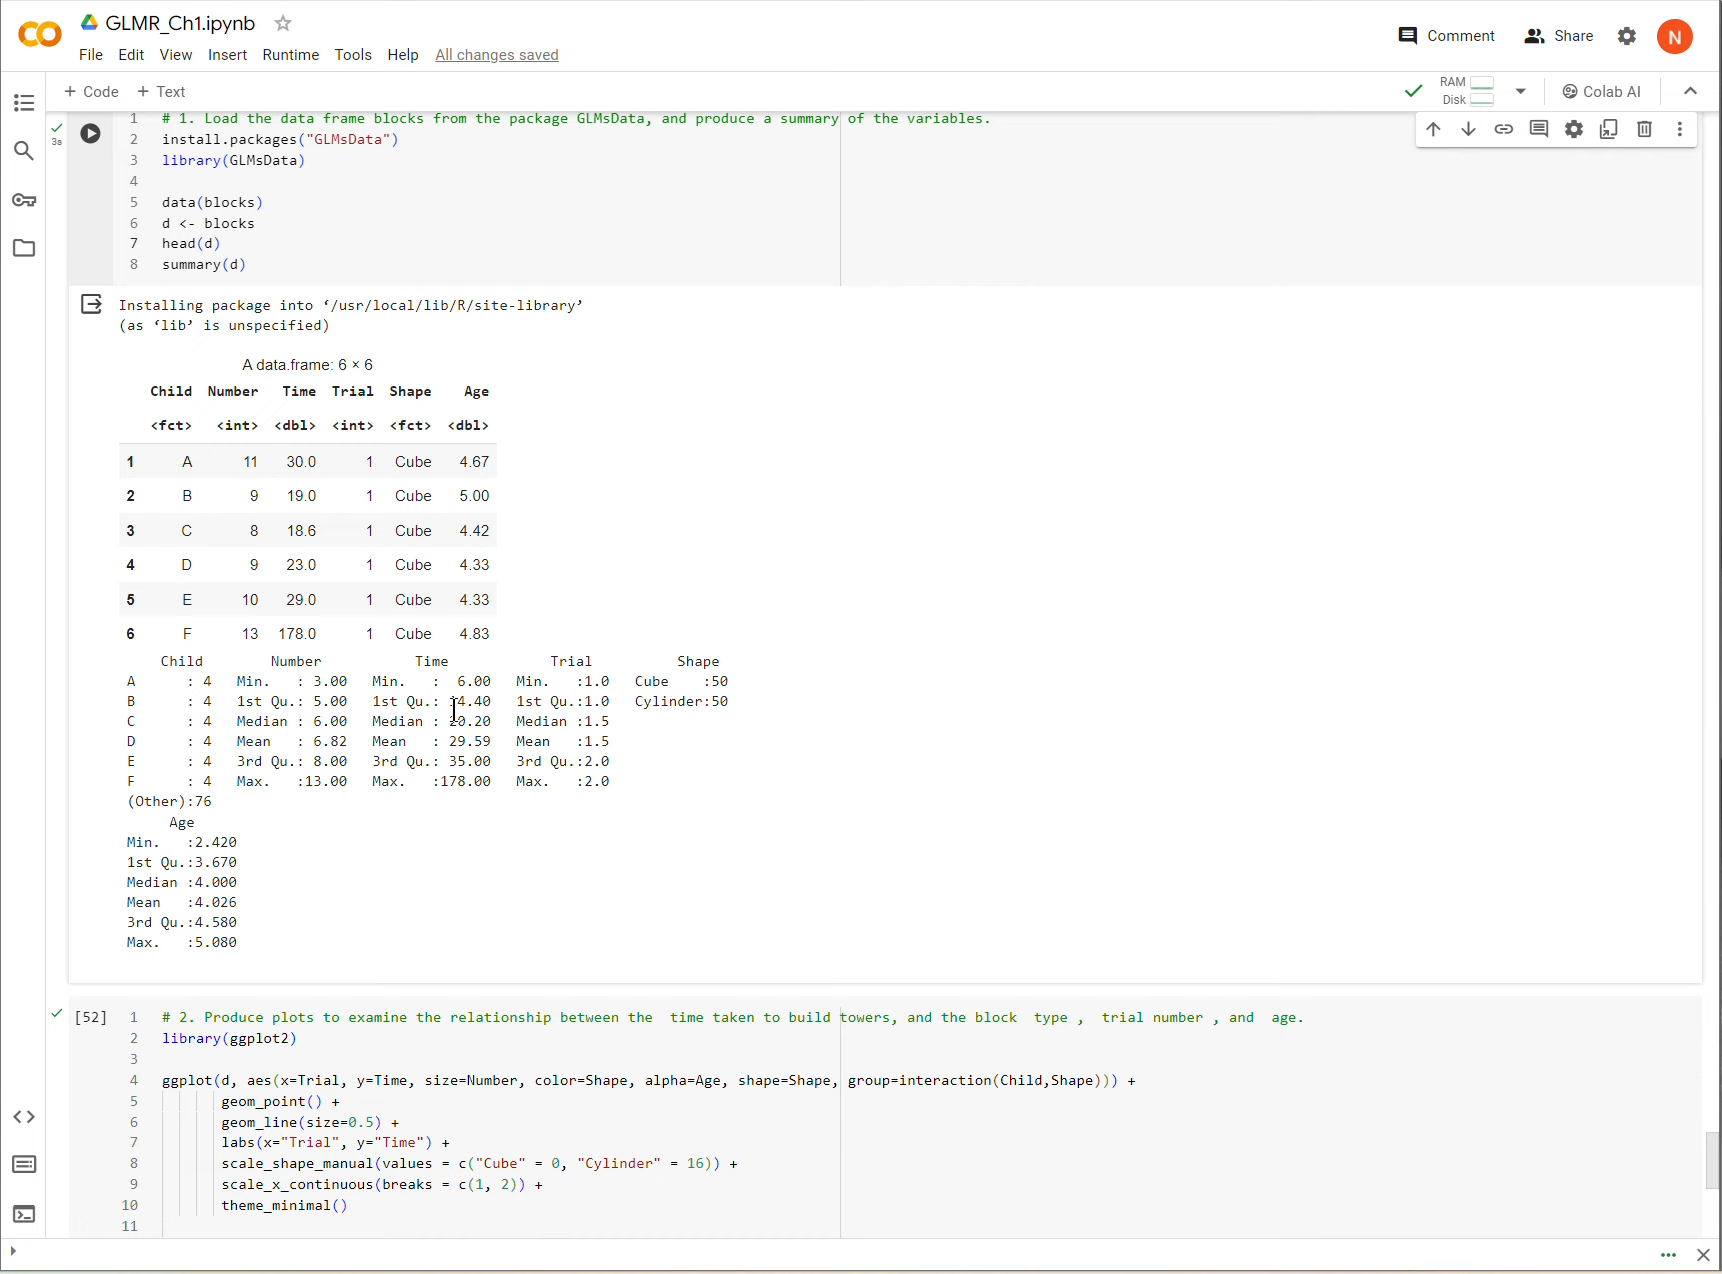 GLMR_Ch1.ipynb
File Edit View Insert Runtime Tools Help All changes saved
Comment Share N
+ Code + Text
RAM
Disk
Colab AI
3s
1 # 1. Load the data frame blocks from the package GLMsData, and produce a summary of the variables.
2 install.packages("GLMsData")
3 library(GLMsData)
4
5 data(blocks)
6 d <- blocks
7 head(d)
8 summary(d)
Installing package into ‘/usr/local/lib/R/site-library’
(as ‘lib’ is unspecified)
A data.frame: 6 × 6
Child Number Time Trial Shape Age
<fct> <int> <dbl> <int> <fct> <dbl>
1 A 11 30.0 1 Cube 4.67
2 B 9 19.0 1 Cube 5.00
3 C 8 18.6 1 Cube 4.42
4 D 9 23.0 1 Cube 4.33
5 E 10 29.0 1 Cube 4.33
6 F 13 178.0 1 Cube 4.83
Child Number Time Trial Shape
A : 4 Min. : 3.00 Min. : 6.00 Min. :1.0 Cube :50
B : 4 1st Qu.: 5.00 1st Qu.: 14.40 1st Qu.:1.0 Cylinder:50
C : 4 Median : 6.00 Median : 20.20 Median :1.5
D : 4 Mean : 6.82 Mean : 29.59 Mean :1.5
E : 4 3rd Qu.: 8.00 3rd Qu.: 35.00 3rd Qu.:2.0
F : 4 Max. :13.00 Max. :178.00 Max. :2.0
(Other):76
Age
Min. :2.420
1st Qu.:3.670
Median :4.000
Mean :4.026
3rd Qu.:4.580
Max. :5.080
[52] 1 # 2. Produce plots to examine the relationship between the  time taken to build towers, and the block  type ,  trial number , and  age.
2 library(ggplot2)
3
4 ggplot(d, aes(x=Trial, y=Time, size=Number, color=Shape, alpha=Age, shape=Shape, group=interaction(Child,Shape))) +
5 geom_point() +
6 geom_line(size=0.5) +
7 labs(x="Trial", y="Time") +
8 scale_shape_manual(values = c("Cube" = 0, "Cylinder" = 16)) +
9 scale_x_continuous(breaks = c(1, 2)) +
10 theme_minimal()
11